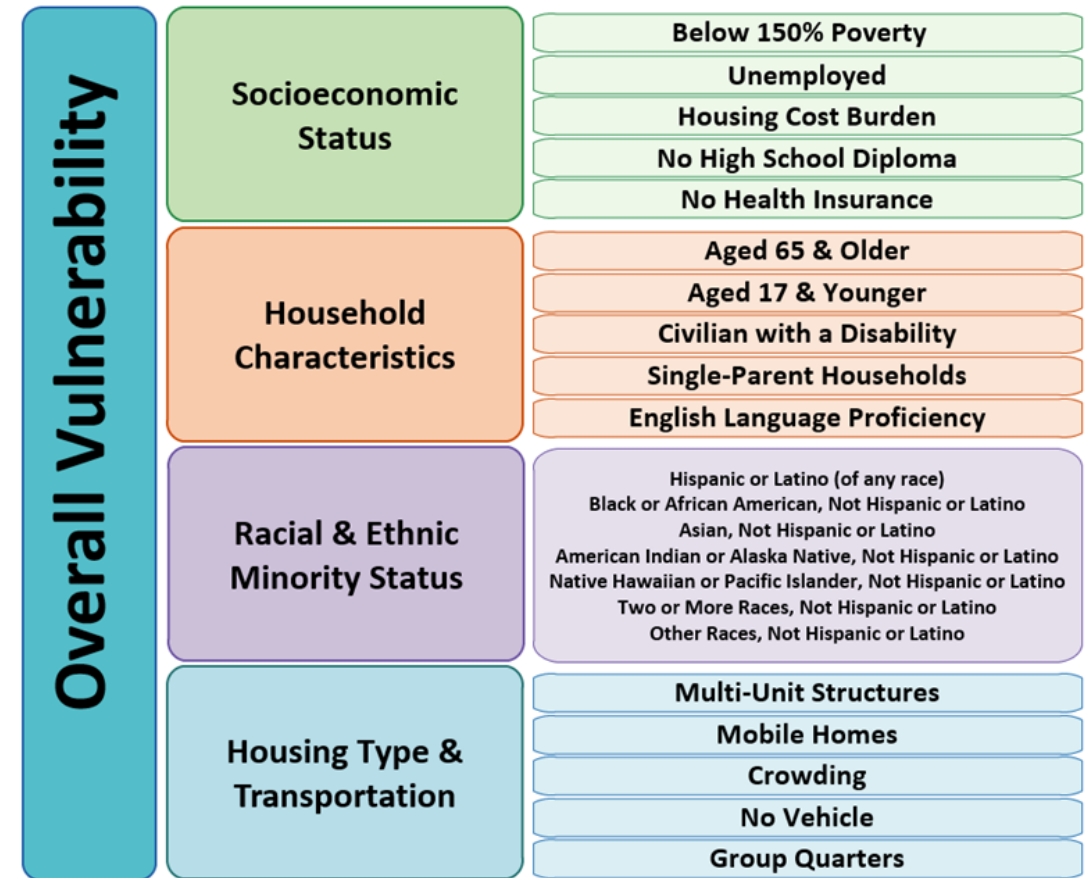 Overall Vulnerability
Socioeconomic
Status
Below 150% Poverty
Unemployed
Housing Cost Burden
No High School Diploma
No Health Insurance
Household
Characteristics
Aged 65 & Older
Aged 17 & Younger
Civilian with a Disability
Single-Parent Households
English Language Proficiency
Racial & Ethnic
Minority Status
Hispanic or Latino (of any race)
Black or African American, Not Hispanic or Latino
Asian, Not Hispanic or Latino
American Indian or Alaska Native, Not Hispanic or Latino
Native Hawaiian or Pacific Islander, Not Hispanic or Latino
Two or More Races, Not Hispanic or Latino
Other Races, Not Hispanic or Latino
Housing Type &
Transportation
Multi-Unit Structures
Mobile Homes
Crowding
No Vehicle
Group Quarters